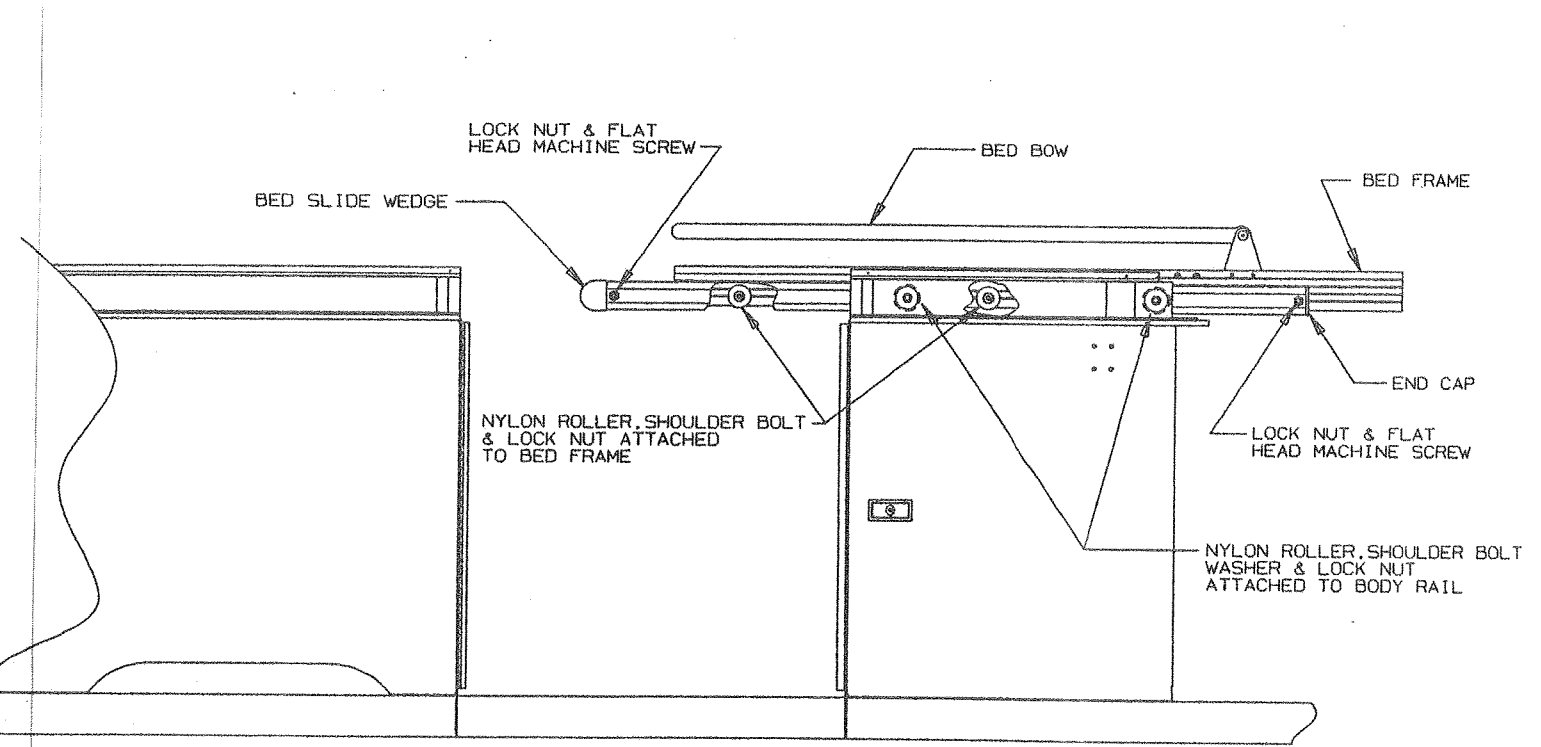 LOCK NUT & FLAT
HEAD MACHINE SCREW
BED BOW
BED FRAME
BED SLIDE WEDGE
END CAP
NYLON ROLLER,SHOULDER BOLT
& LOCK NUT ATTACHED
TO BED FRAME
LOCK NUT & FLAT
HEAD MACHINE SCREW
NYLON ROLLER,SHOULDER BOLT
WASHER & LOCK NUT
ATTACHED TO BODY RAIL